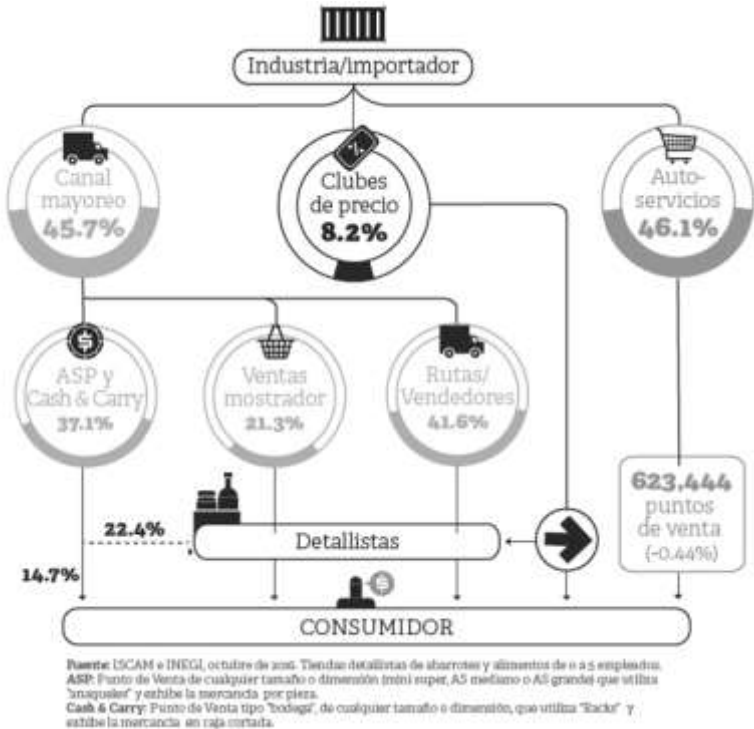 Industria/importador
Canal
mayoreo
45.7%
%
Clubes
de precio
8.2%
Auto-
servicios
46.1%
$
ASP y
Cash & Carry
37.1%
Ventas
mostrador
21.3%
Rutas/
Vendedores
41.6%
623,444
puntos
de venta
(-0.44%)
22.4%
Detallistas
14.7%
$
CONSUMIDOR
Fuente: ISCAM e INEGI, octubre de Tiendas detallistas de abarrotes y alimentos de 0 a 5 empleados.
ASP: Punto de Venta de cualquier tamaño o dimensión (mini super, AS mediano o AS grande) que utiliza
"anaqueles" y exhibe la mercancía por pieza.
Cash & Carry: Punto de Venta tipo "bodega", de cualquier tamaño o dimensión, que utiliza "Racks" y
exhibe la mercancía en caja cortada.